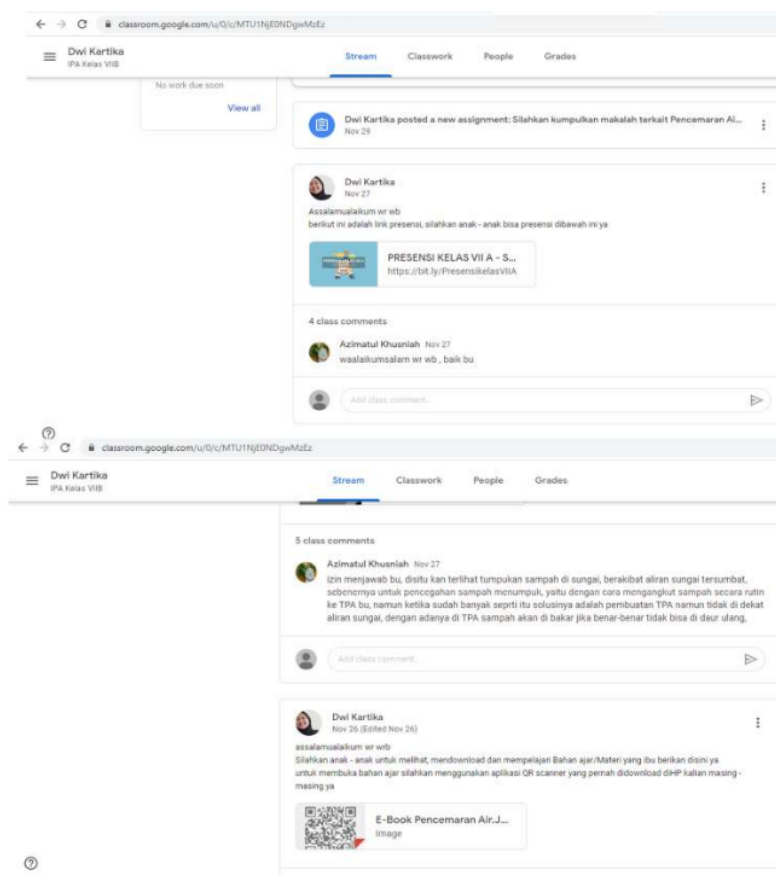 classroom.google.com/u/0/c/MTU1NjE0NDgwMzEz
Dwi Kartika
IPA Kelas VIIB
Stream Classwork People Grades
No work due soon
View all
Dwi Kartika posted a new assignment: Silahkan kumpulkan makalah terkait Pencemaran Ai...
Nov 29
Dwi Kartika
Nov 27
Assalamualaikum wr wb
berikut ini adalah link presensi, silahkan anak - anak bisa presensi dibawah ini ya
PRESENSI KELAS VII A - S...
https://bit.ly/PresensikelasVIIA
4 class comments
Azimatul Khusniah Nov 27
waalaikumsalam wr wb , baik bu
Add class comment...
classroom.google.com/u/0/c/MTU1NjE0NDgwMzEz
Dwi Kartika
IPA Kelas VIIB
Stream Classwork People Grades
5 class comments
Azimatul Khusniah Nov 27
izin menjawab bu, disitu kan terlihat tumpukan sampah di sungai, berakibat aliran sungai tersumbat,
sebenernya untuk pencegahan sampah menumpuk, yaitu dengan cara mengangkut sampah secara rutin
ke TPA bu, namun ketika sudah banyak seprti itu solusinya adalah pembuatan TPA namun tidak di dekat
aliran sungai, dengan adanya di TPA sampah akan di bakar jika benar-benar tidak bisa di daur ulang,
Add class comment...
Dwi Kartika
Nov 26 (Edited Nov 26)
assalamualaikum wr wrb
Silahkan anak - anak untuk melihat, mendownload dan mempelajari Bahan ajar/Materi yang ibu berikan disini ya
untuk membuka bahan ajar silahkan menggunakan aplikasi QR scanner yang pernah didownload diHP kalian masing -
masing ya
E-Book Pencemaran Air.J...
Image